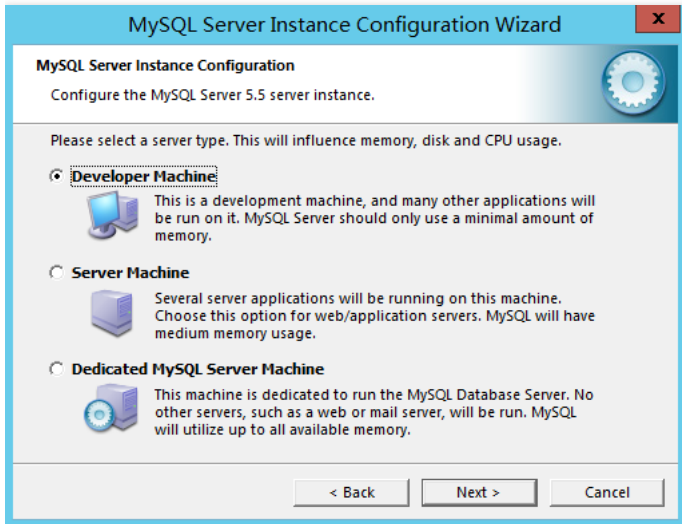 MySQL Server Instance Configuration Wizard
x
MySQL Server Instance Configuration
Configure the MySQL Server 5.5 server instance.
Please select a server type. This will influence memory, disk and CPU usage.
Developer Machine
This is a development machine, and many other applications will
be run on it. MySQL Server should only use a minimal amount of
memory.
Server Machine
Several server applications will be running on this machine.
Choose this option for web/application servers. MySQL will have
medium memory usage.
Dedicated MySQL Server Machine
This machine is dedicated to run the MySQL Database Server. No
other servers, such as a web or mail server, will be run. MySQL
will utilize up to all available memory.
< Back Next > Cancel